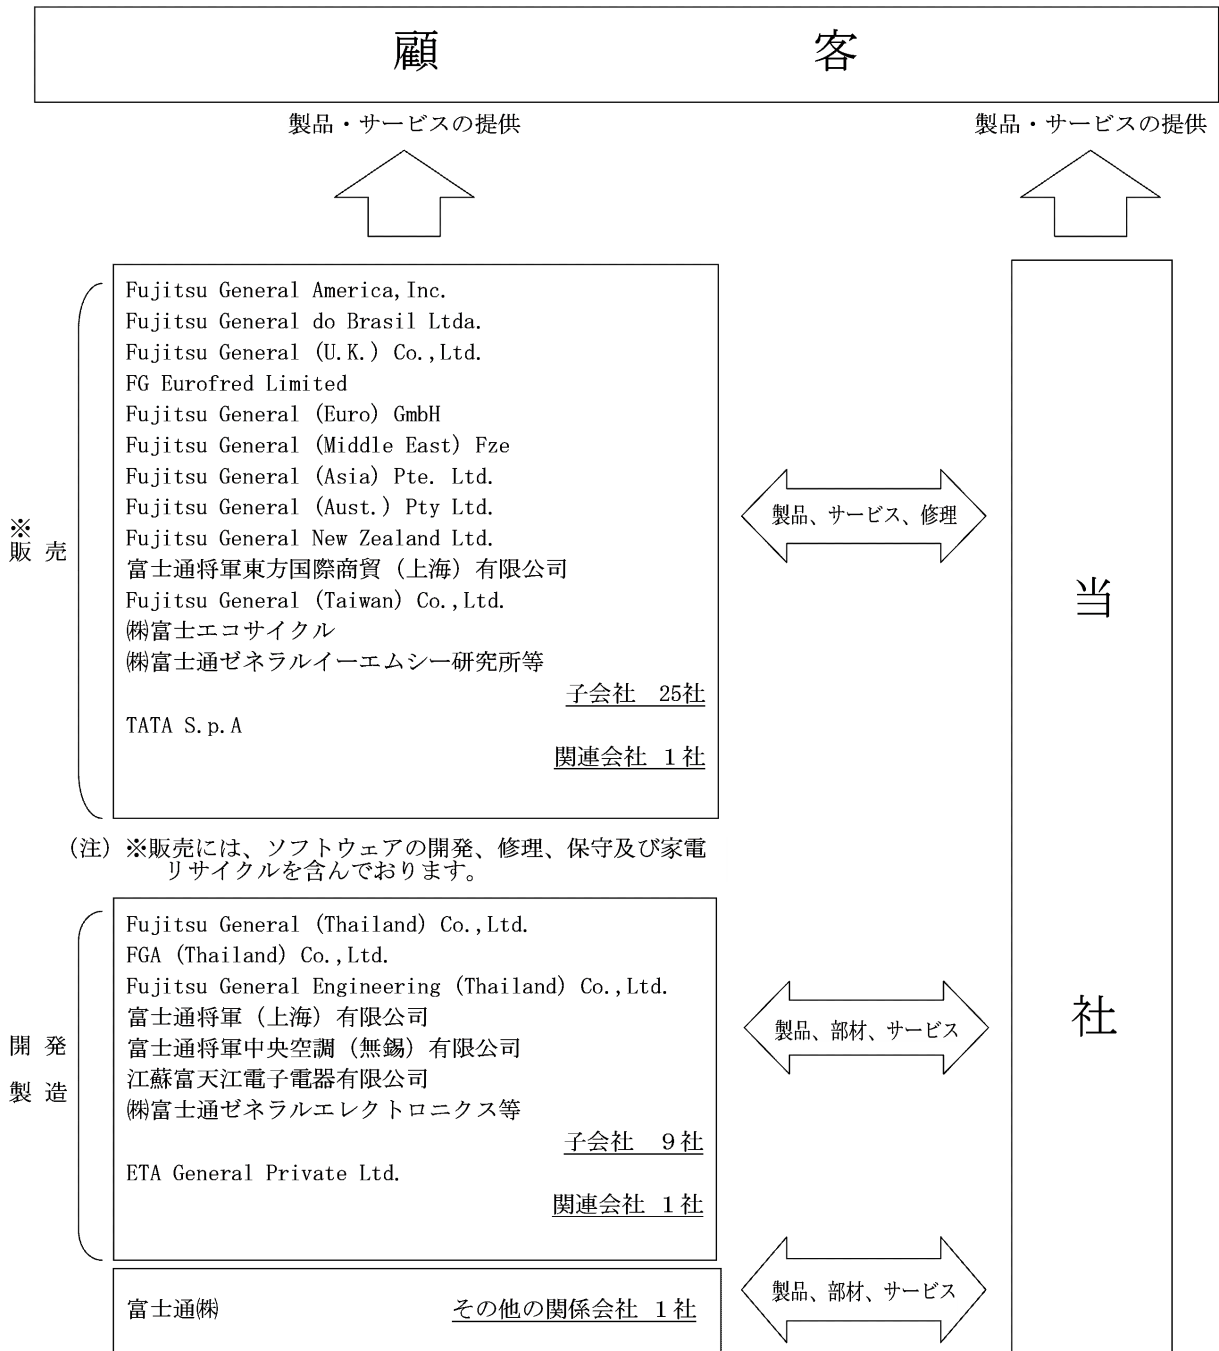 顧客
製品・サービスの提供
製品・サービスの提供
※
販売
Fujitsu General America,Inc.
Fujitsu General do Brasil Ltda.
Fujitsu General (U.K.) Co.,Ltd.
FG Eurofred Limited
Fujitsu General (Euro) GmbH
Fujitsu General (Middle East) Fze
Fujitsu General (Asia) Pte. Ltd.
Fujitsu General (Aust.) Pty Ltd.
Fujitsu General New Zealand Ltd.
富士通将軍東方国際商貿（上海）有限公司
Fujitsu General (Taiwan) Co.,Ltd.
㈱富士エコサイクル
㈱富士通ゼネラルイーエムシー研究所等
子会社　25社
TATA S.p.A
関連会社　１社
製品、サービス、修理
当社
（注）※販売には、ソフトウェアの開発、修理、保守及び家電
リサイクルを含んでおります。
開発
製造
Fujitsu General (Thailand) Co.,Ltd.
FGA (Thailand) Co.,Ltd.
Fujitsu General Engineering (Thailand) Co.,Ltd.
富士通将軍（上海）有限公司
富士通将軍中央空調（無錫）有限公司
江蘇富天江電子電器有限公司
㈱富士通ゼネラルエレクトロニクス等
子会社　９社
ETA General Private Ltd.
関連会社　１社
製品、部材、サービス
富士通㈱　その他の関係会社　１社
製品、部材、サービス